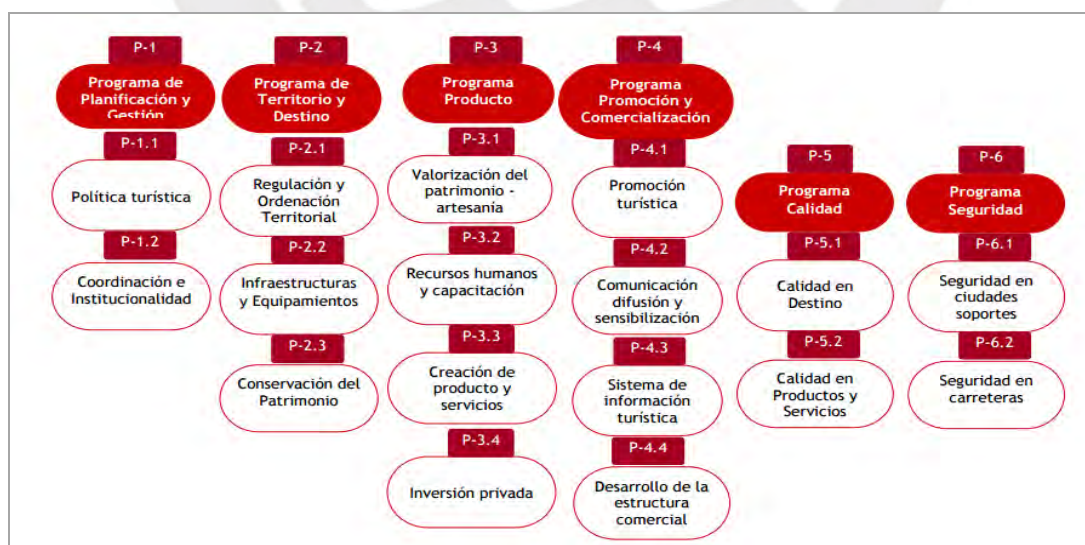 P-1
Programa de
Planificación y
Gestión
P-1.1
Política turística
P-1.2
Coordinación e
Institucionalidad
P-2
Programa de
Territorio y
Destino
P-2.1
Regulación y
Ordenación
Territorial
P-2.2
Infraestructuras
y Equipamientos
P-2.3
Conservación del
Patrimonio
P-3
Programa
Producto
P-3.1
Valorización del
patrimonio -
artesanía
P-3.2
Recursos humanos
y capacitación
P-3.3
Creación de
producto y
servicios
P-3.4
Inversión privada
P-4
Programa
Promoción y
Comercialización
P-4.1
Promoción
turística
P-4.2
Comunicación
difusión y
sensibilización
P-4.3
Sistema de
información
turística
P-4.4
Desarrollo de la
estructura
comercial
P-5
Programa
Calidad
P-5.1
Calidad en
Destino
P-5.2
Calidad en
Productos y
Servicios
P-6
Programa
Seguridad
P-6.1
Seguridad en
ciudades
soportes
P-6.2
Seguridad en
carreteras